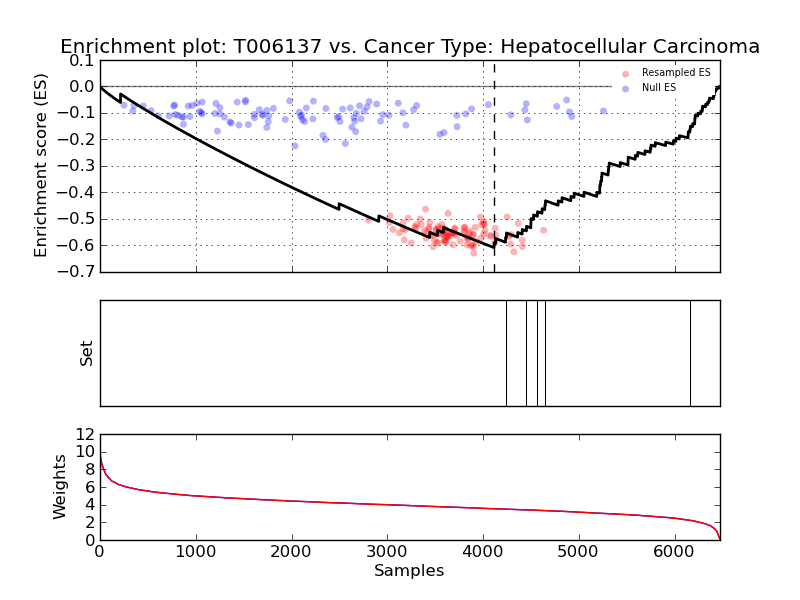 Enrichment plot: T006137 vs. Cancer Type: Hepatocellular Carcinoma
Enrichment score (ES)
0.1
0.0
−0.1
−0.2
−0.3
−0.4
−0.5
−0.6
−0.7
Resampled ES
Null ES
Set
Weights
12
10
8
6
4
2
0
0 1000 2000 3000 4000 5000 6000
Samples